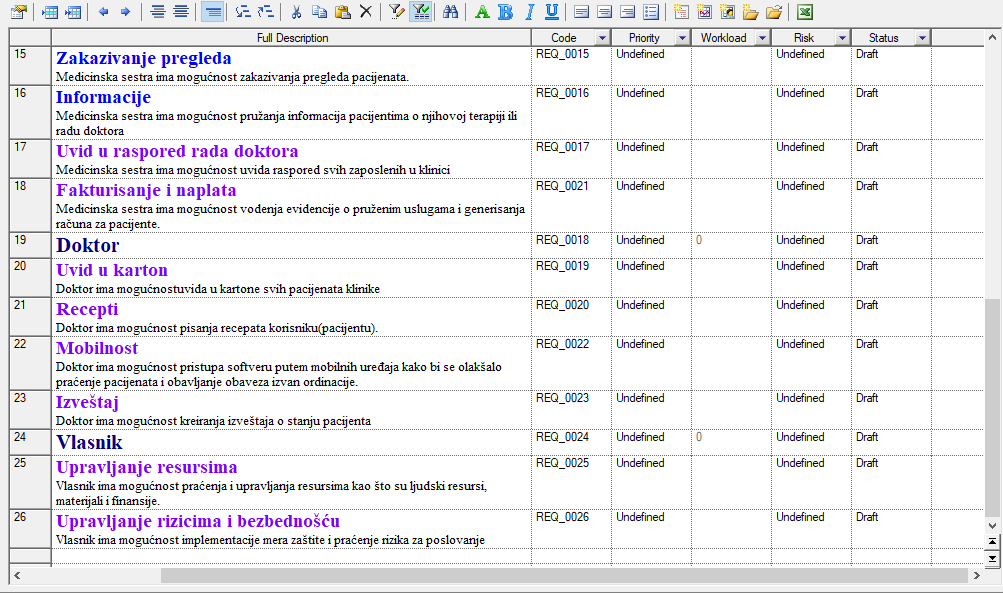 Full Description Code Priority Workload Risk Status
15 Zakazivanje pregleda REQ_0015 Undefined Undefined Draft
Medicinska sestra ima mogućnost zakazivanja pregleda pacijenata.
16 Informacije REQ_0016 Undefined Undefined Draft
Medicinska sestra ima mogućnost pružanja informacija pacijentima o njihovoj terapiji ili
radu doktora
17 Uvid u raspored rada doktora REQ_0017 Undefined Undefined Draft
Medicinska sestra ima mogućnost uvida raspored svih zaposlenih u klinici
18 Fakturisanje i naplata REQ_0021 Undefined Undefined Draft
Medicinska sestra ima mogućnost vođenja evidencije o pruženim uslugama i generisanja
računa za pacijente.
19 Doktor REQ_0018 Undefined 0 Undefined Draft
20 Uvid u karton REQ_0019 Undefined Undefined Draft
Doktor ima mogućnostuvida u kartone svih pacijenata klinike
21 Recepti REQ_0020 Undefined Undefined Draft
Doktor ima mogućnost pisanja recepata korisniku(pacijentu).
22 Mobilnost REQ_0022 Undefined Undefined Draft
Doktor ima mogućnost pristupa softveru putem mobilnih uređaja kako bi se olakšalo
praćenje pacijenata i obavljanje obaveza izvan ordinacije.
23 Izveštaj REQ_0023 Undefined Undefined Draft
Doktor ima mogućnost kreiranja izveštaja o stanju pacijenta
24 Vlasnik REQ_0024 Undefined 0 Undefined Draft
25 Upravljanje resursima REQ_0025 Undefined Undefined Draft
Vlasnik ima mogućnost praćenja i upravljanja resursima kao što su ljudski resursi,
materijali i finansije.
26 Upravljanje rizicima i bezbednošću REQ_0026 Undefined Undefined Draft
Vlasnik ima mogućnost implementacije mera zaštite i praćenje rizika za poslovanje